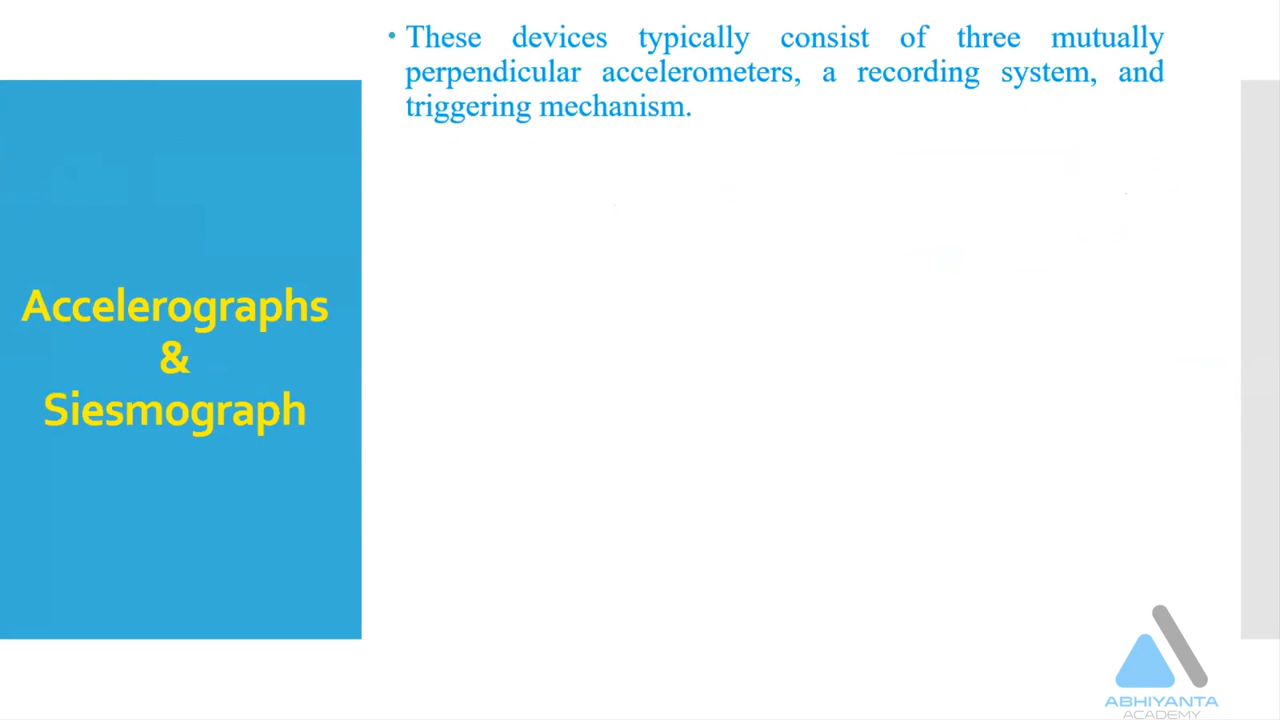 • These devices typically consist of three mutually
perpendicular accelerometers, a recording system, and
triggering mechanism.
Accelerographs
&
Siesmograph
ABHIYANTA
ACADEMY